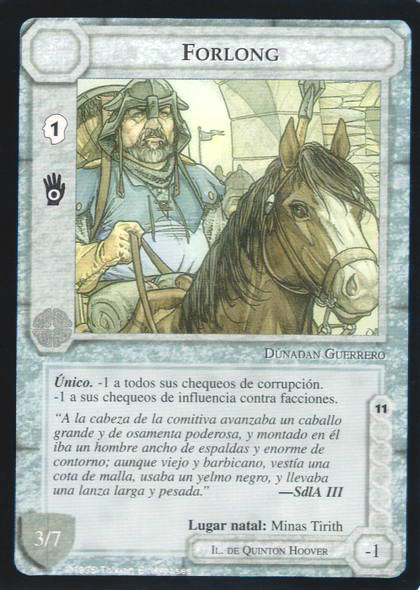 FORLONG
1
DÚNADAN GUERRERO
Único. -1 a todos sus chequeos de corrupción.
-1 a sus chequeos de influencia contra facciones.
11
“A la cabeza de la comitiva avanzaba un caballo
grande y de osamenta poderosa, y montado en él
iba un hombre ancho de espaldas y enorme de
contorno; aunque viejo y barbicano, vestía una
cota de malla, usaba un yelmo negro, y llevaba
una lanza larga y pesada.” —SdlA III
Lugar natal: Minas Tirith
3/7
IL. DE QUINTON HOOVER
-1
Tolkien Enterprises